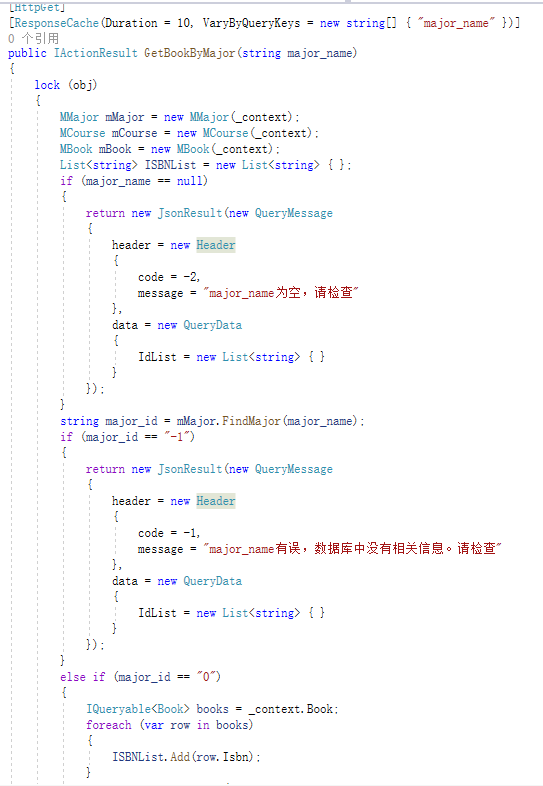 [HttpGet]
[ResponseCache(Duration = 10, VaryByQueryKeys = new string[] { "major_name" })]
0 个引用
public IActionResult GetBookByMajor(string major_name)
{
lock (obj)
{
MMajor mMajor = new MMajor(_context);
MCourse mCourse = new MCourse(_context);
MBook mBook = new MBook(_context);
List<string> ISBNList = new List<string> { };
if (major_name == null)
{
return new JsonResult(new QueryMessage
{
header = new Header
{
code = -2,
message = "major_name为空，请检查"
},
data = new QueryData
{
IdList = new List<string> { }
}
});
}
string major_id = mMajor.FindMajor(major_name);
if (major_id == "-1")
{
return new JsonResult(new QueryMessage
{
header = new Header
{
code = -1,
message = "major_name有误，数据库中没有相关信息。请检查"
},
data = new QueryData
{
IdList = new List<string> { }
}
});
}
else if (major_id == "0")
{
IQueryable<Book> books = _context.Book;
foreach (var row in books)
{
ISBNList.Add(row.Isbn);
}